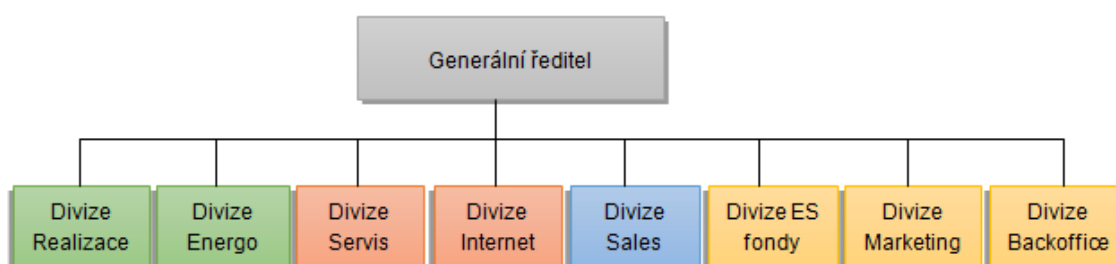 Generální ředitel
Divize
Realizace
Divize
Energo
Divize
Servis
Divize
Internet
Divize
Sales
Divize ES
fondy
Divize
Marketing
Divize
Backoffice